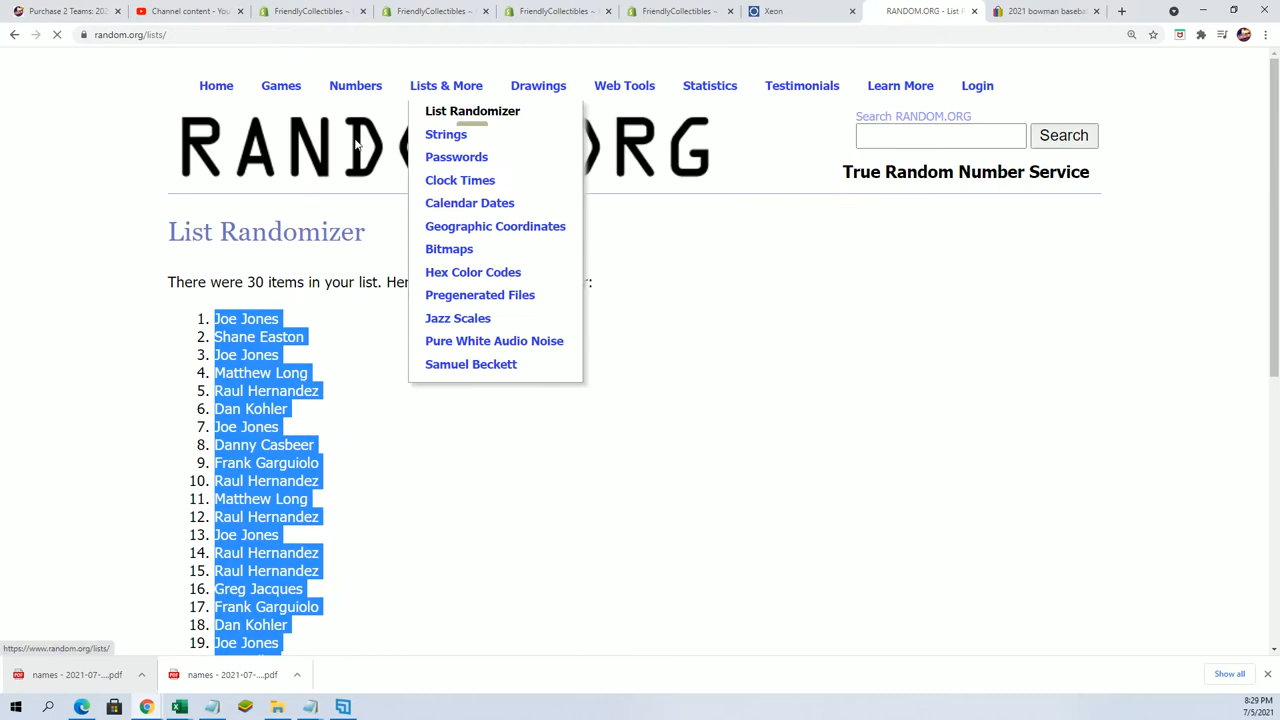 Purchase 2 Teams: 202
Channel content - You
FriendlyCollectibles ~
FriendlyCollectibles ~
FriendlyCollectibles ~
FriendlyCollectibles ~
Xeon
RANDOM.ORG - List R
2021 bowman baseb
random.org/lists/
Home
Games
Numbers
Lists & More
Drawings
Web Tools
Statistics
Testimonials
Learn More
Login
List Randomizer
Strings
Passwords
Clock Times
Calendar Dates
Geographic Coordinates
Bitmaps
Hex Color Codes
Pregenerated Files
Jazz Scales
Pure White Audio Noise
Samuel Beckett
RAND ORG
Search RANDOM.ORG
Search
True Random Number Service
List Randomizer
There were 30 items in your list. Her r:
1. Joe Jones
2. Shane Easton
3. Joe Jones
4. Matthew Long
5. Raul Hernandez
6. Dan Kohler
7. Joe Jones
8. Danny Casbeer
9. Frank Garguiolo
10. Raul Hernandez
11. Matthew Long
12. Raul Hernandez
13. Joe Jones
14. Raul Hernandez
15. Raul Hernandez
16. Greg Jacques
17. Frank Garguiolo
18. Dan Kohler
19. Joe Jones
https://www.random.org/lists/
names - 2021-07-....pdf
names - 2021-07-....pdf
Show all
8:29 PM
7/5/2021